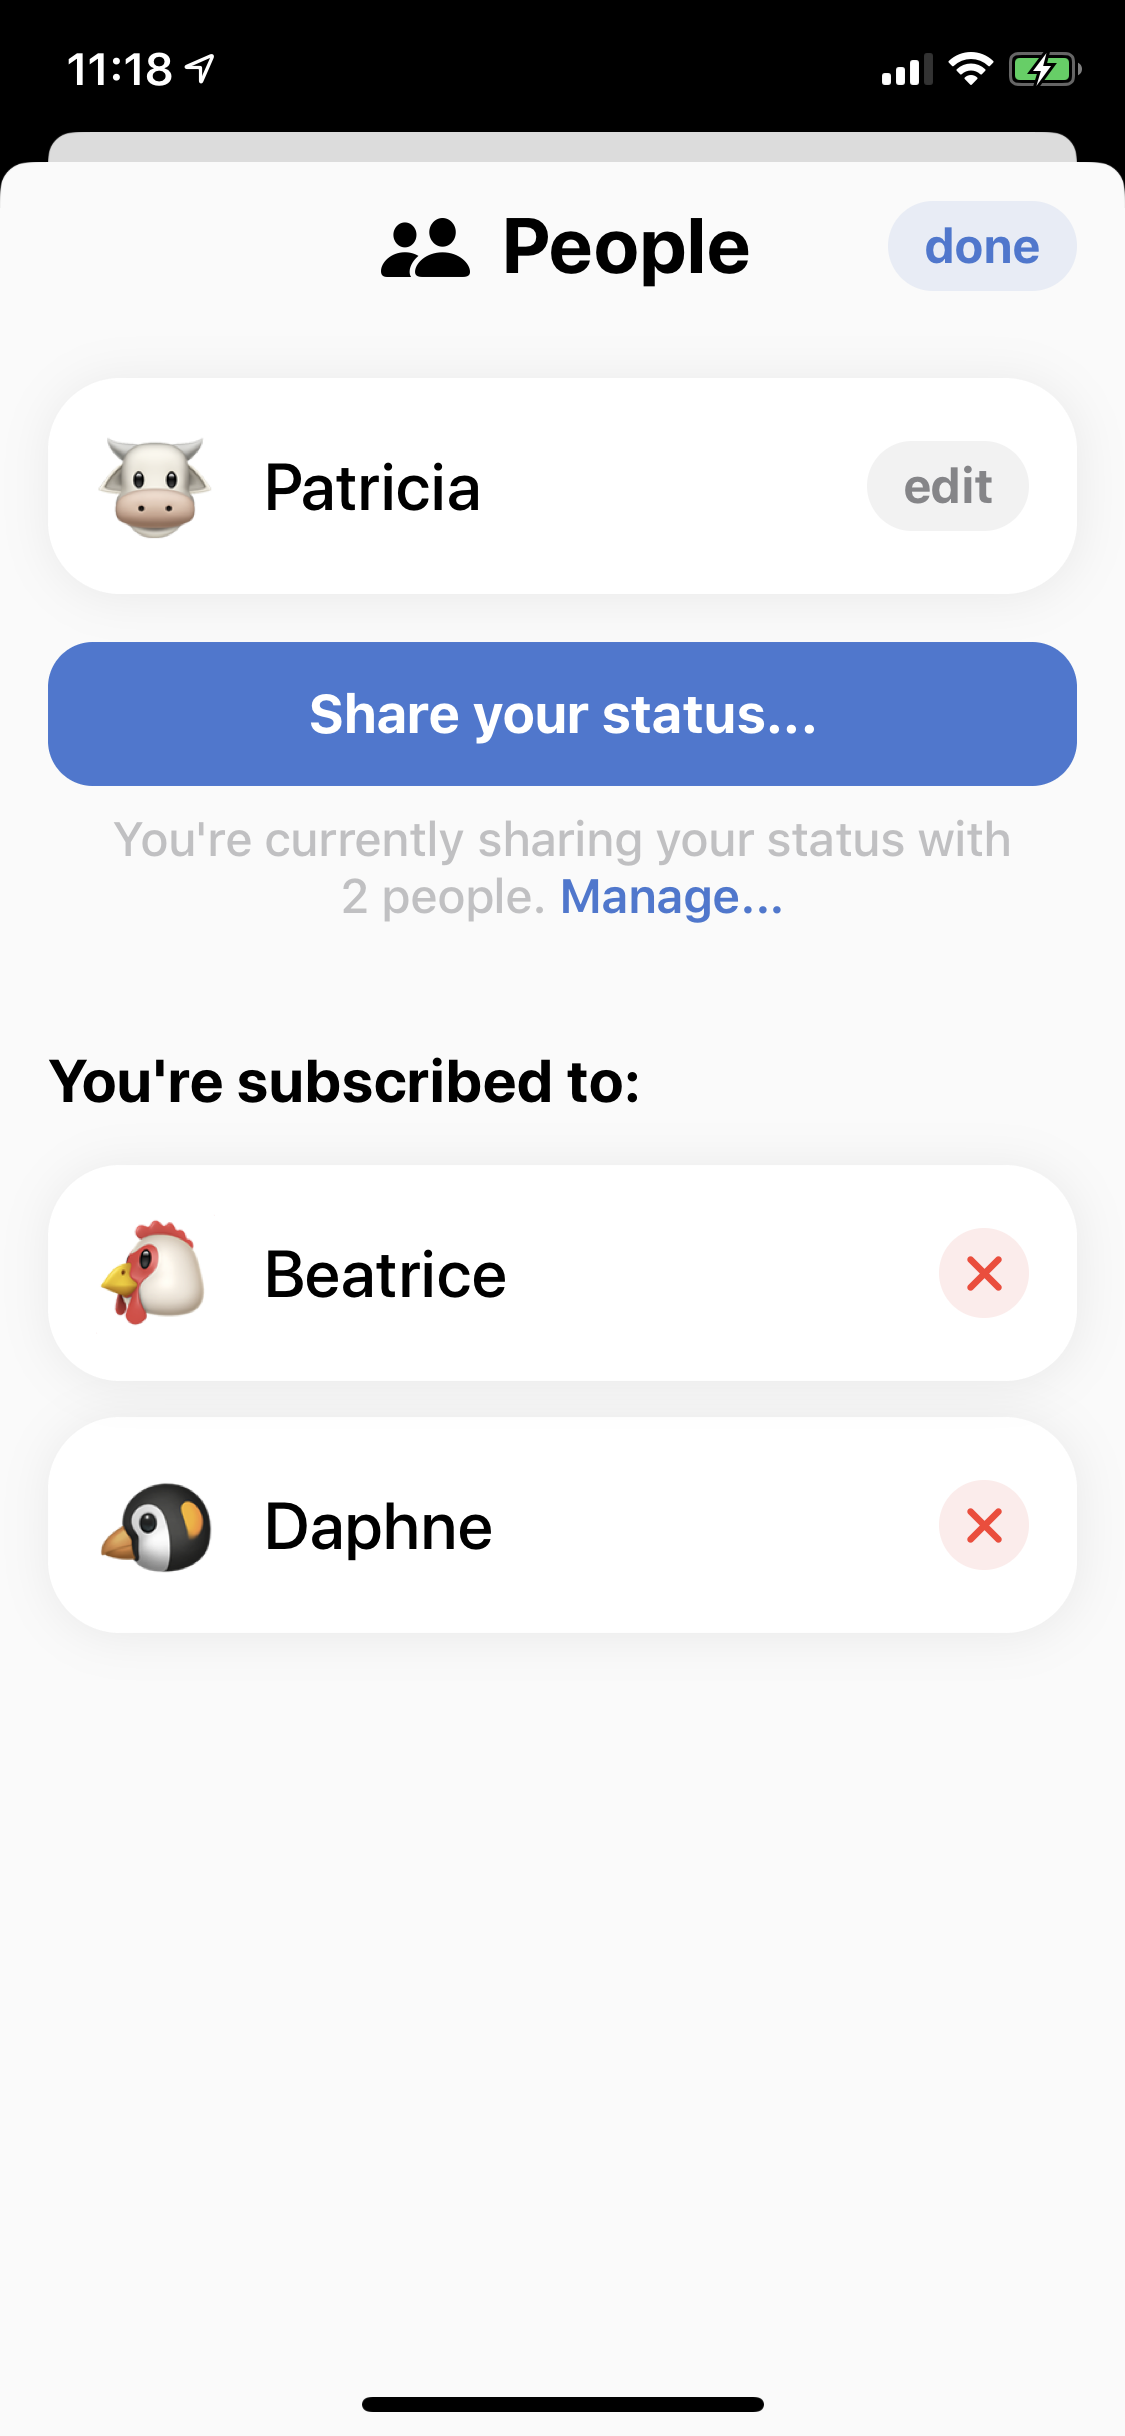 11:18
People
done
Patricia
edit
Share your status...
You're currently sharing your status with
2 people. Manage...
You're subscribed to:
Beatrice
Daphne